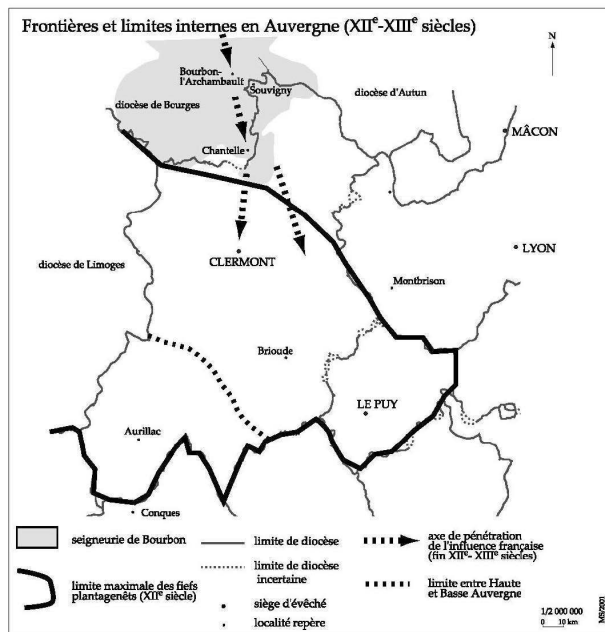 Frontières et limites internes en Auvergne (XIIe-XIIIe siècles)
N
Bourbon-
l'Archambault
Souvigny
diocèse de Bourges
diocèse d'Autun
MÂCON
Chantelle
CLERMONT
LYON
diocèse de Limoges
Montbrison
Brioude
LE PUY
Aurillac
Conques
seigneurie de Bourbon
limite maximale des fiefs
plantagenêts (XIIe siècle)
limite de diocèse
limite de diocèse
incertaine
siège d'évêché
localité repère
axe de pénétration
de l'influence française
(fin XIIe- XIIIe siècles)
limite entre Haute
et Basse Auvergne
1/2 000 000
0 10 km
MS/2001